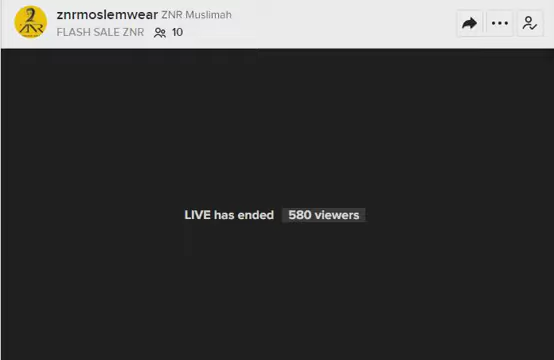 znrmoslemwear ZNR Muslimah
FLASH SALE ZNR 10
LIVE has ended 580 viewers